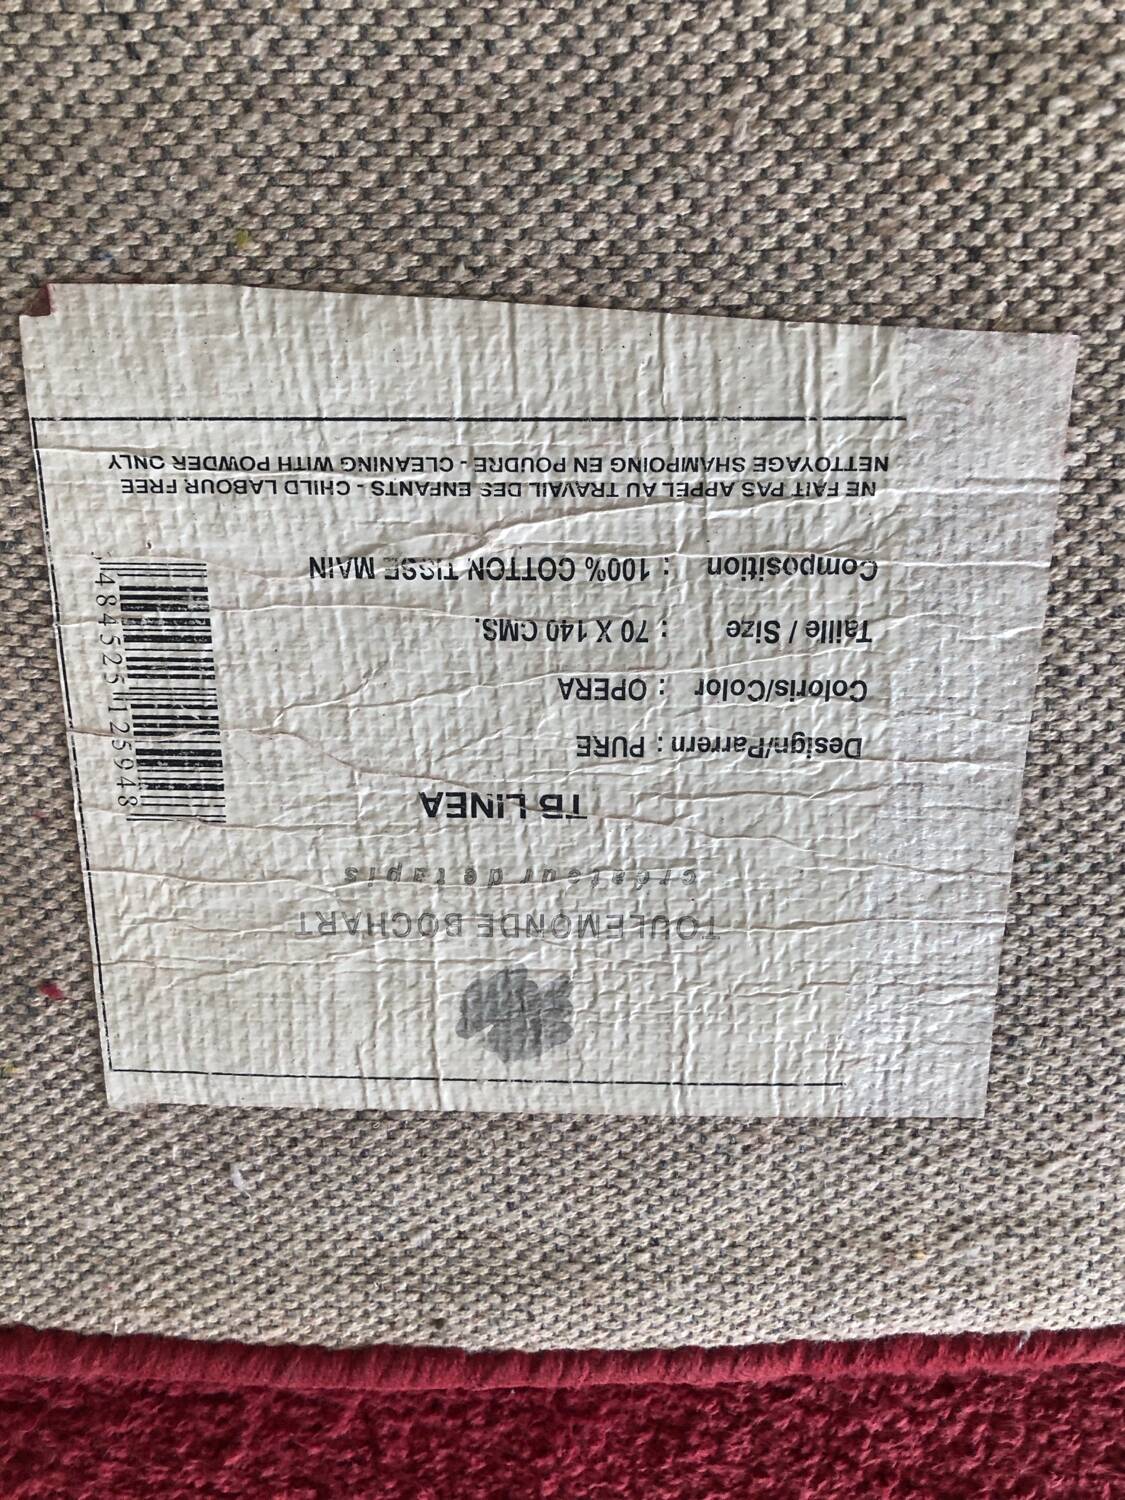 TOULEMONDE BOCHART
créateur de tapis
TB LINEA
Design/Parrern : PURE
Coloris/Color : OPERA
Taille / Size : 70 X 140 CMS.
Composition : 100% COTTON TISSE MAIN
NE FAIT PAS APPEL AU TRAVAIL DES ENFANTS - CHILD LABOUR FREE
NETTOYAGE SHAMPOING EN POUDRE - CLEANING WITH POWDER ONLY